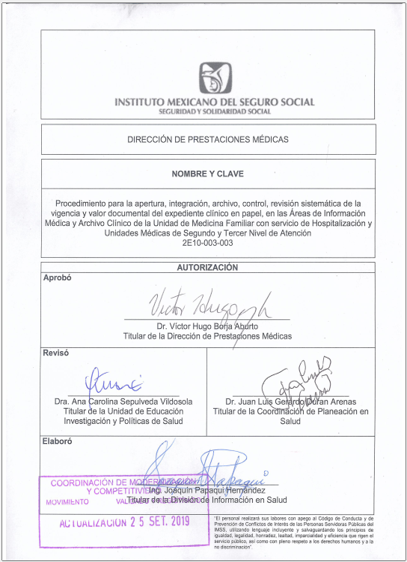 INSTITUTO MEXICANO DEL SEGURO SOCIAL
SEGURIDAD Y SOLIDARIDAD SOCIAL
DIRECCIÓN DE PRESTACIONES MÉDICAS
NOMBRE Y CLAVE
Procedimiento para la apertura, integración, archivo, control, revisión sistemática de la
vigencia y valor documental del expediente clínico en papel, en las Áreas de Información
Médica y Archivo Clínico de la Unidad de Medicina Familiar con servicio de Hospitalización y
Unidades Médicas de Segundo y Tercer Nivel de Atención
2E10-003-003
AUTORIZACIÓN
Aprobó
Victor Hugo
Dr. Víctor Hugo Borja Aburto
Titular de la Dirección de Prestaciones Médicas
Revisó
Dra. Ana Carolina Sepulveda Vildosola
Titular de la Unidad de Educación
Investigación y Políticas de Salud
Dr. Juan Luis Gerardo Duran Arenas
Titular de la Coordinación de Planeación en
Salud
Elaboró
Papaqui
Ing. Joaquín Papaqui Hernández
Titular de la División de Información en Salud
COORDINACIÓN DE MODERNIZACIÓN
Y COMPETITIVIDAD
MOVIMIENTO
ACTUALIZACIÓN 25 SET. 2019
"El personal realizará sus labores con apego al Código de Conducta y de
Prevención de Conflictos de Interés de las Personas Servidoras Públicas del
IMSS, utilizando lenguaje incluyente y salvaguardando los principios de
igualdad, legalidad, honradez, lealtad, imparcialidad y eficiencia que rigen el
servicio público, así como con pleno respeto a los derechos humanos y a la
no discriminación".